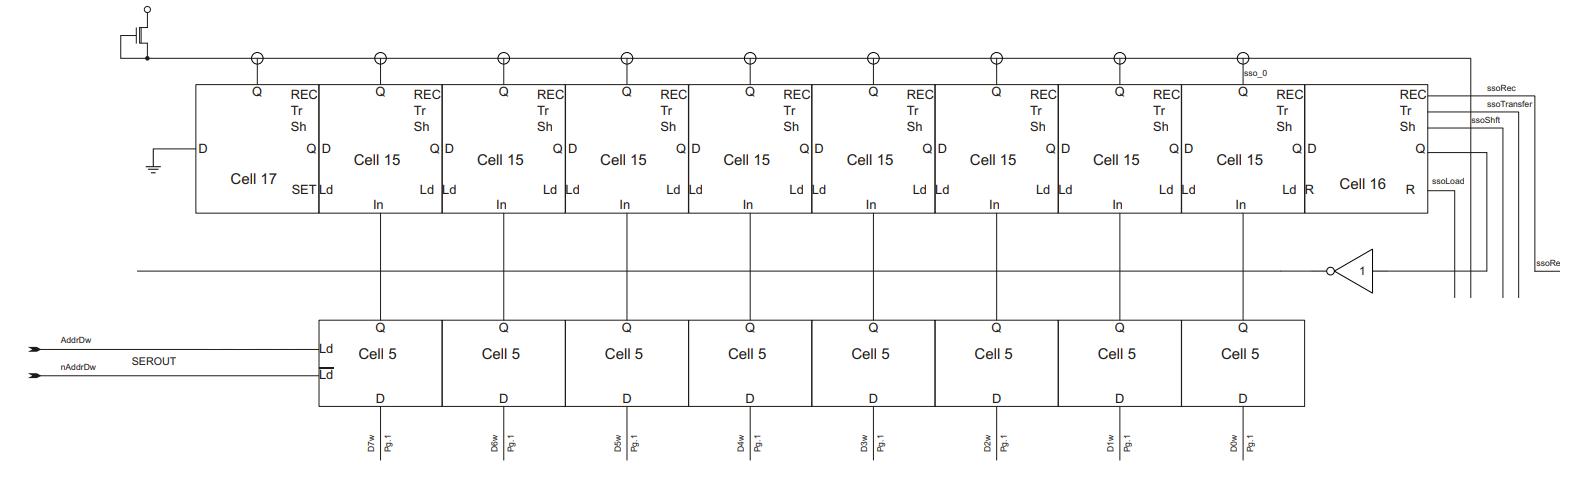 sso_0
Q Q Q Q Q Q Q Q Q
REC REC REC REC REC REC REC REC REC REC
ssoRec
Tr Tr Tr Tr Tr Tr Tr Tr Tr Tr
ssoTransfer
Sh Sh Sh Sh Sh Sh Sh Sh Sh Sh
ssoShft
D Q D Q D Q D Q D Q D Q D Q D Q D Q D Q
Cell 17 Cell 15 Cell 15 Cell 15 Cell 15 Cell 15 Cell 15 Cell 15 Cell 15 Cell 16
SET Ld Ld Ld Ld Ld Ld Ld Ld Ld Ld Ld Ld Ld Ld Ld Ld R R
ssoLoad
In In In In In In In In
1
ssoRe
Q Q Q Q Q Q Q Q
AddrDw
Ld
SEROUT
Cell 5 Cell 5 Cell 5 Cell 5 Cell 5 Cell 5 Cell 5 Cell 5
nAddrDw
Ld
D D D D D D D D
D7w Pg.1
D6w Pg.1
D5w Pg.1
D4w Pg.1
D3w Pg.1
D2w Pg.1
D1w Pg.1
D0w Pg.1